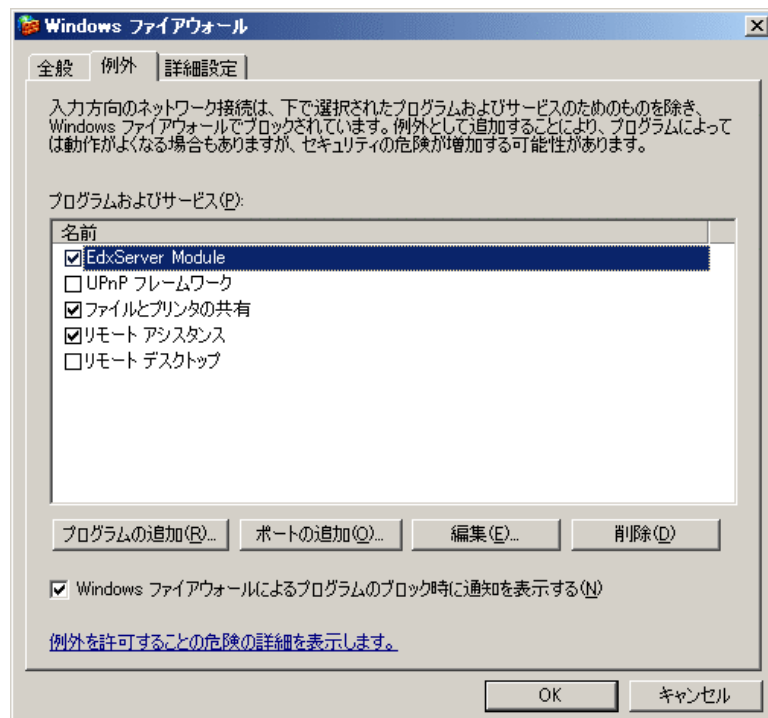 Windows ファイアウォール
全般 例外 詳細設定
入力方向のネットワーク接続は、下で選択されたプログラムおよびサービスのためのものを除き、
Windows ファイアウォールでブロックされています。例外として追加することにより、プログラムによって
は動作がよくなる場合もありますが、セキュリティの危険が増加する可能性があります。
プログラムおよびサービス(P):
名前
EdxServer Module
UPnP フレームワーク
ファイルとプリンタの共有
リモート アシスタンス
リモート デスクトップ
プログラムの追加(R)... ポートの追加(O)... 編集(E)... 削除(D)
Windows ファイアウォールによるプログラムのブロック時に通知を表示する(N)
例外を許可することの危険の詳細を表示します。
OK キャンセル